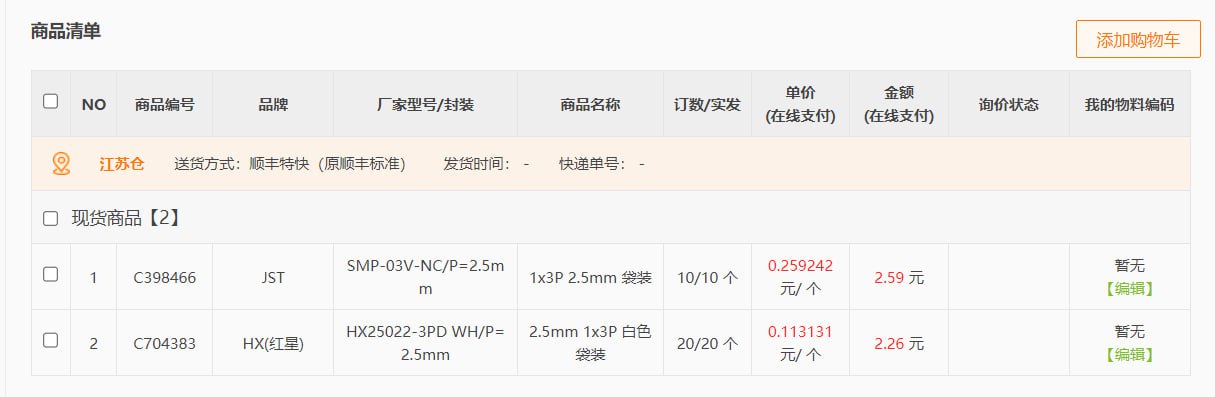 商品清单
添加购物车
NO 商品编号 品牌 厂家型号/封装 商品名称 订数/实发 单价 金额 询价状态 我的物料编码
(在线支付) (在线支付)
江苏仓 送货方式：顺丰特快（原顺丰标准） 发货时间： - 快递单号： -
现货商品【2】
1 C398466 JST SMP-03V-NC/P=2.5m 1x3P 2.5mm 袋装 10/10 个 0.259242 2.59 元 暂无
m 元/ 个 【编辑】
2 C704383 HX(红星) HX25022-3PD WH/P= 2.5mm 1x3P 白色 20/20 个 0.113131 2.26 元 暂无
2.5mm 袋装 元/ 个 【编辑】